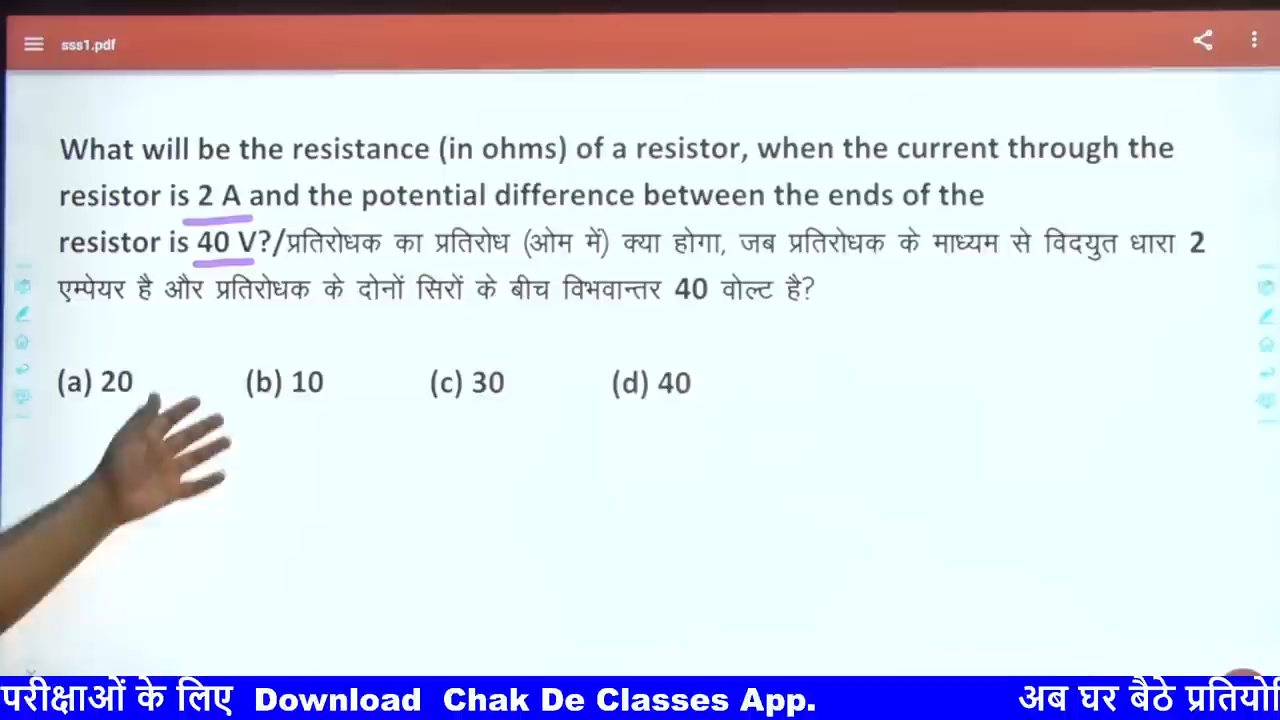 sss1.pdf
What will be the resistance (in ohms) of a resistor, when the current through the
resistor is 2 A and the potential difference between the ends of the
resistor is 40 V?/प्रतिरोधक का प्रतिरोध (ओम में) क्या होगा, जब प्रतिरोधक के माध्यम से विदयुत धारा 2
एम्पेयर है और प्रतिरोधक के दोनों सिरों के बीच विभवान्तर 40 वोल्ट है?
(a) 20 (b) 10 (c) 30 (d) 40
परीक्षाओं के लिए Download Chak De Classes App. अब घर बैठे प्रतियो